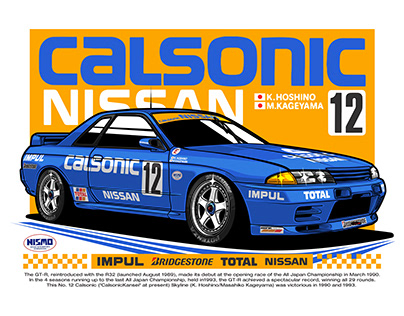 CALSONIC
NISSAN
K.HOSHINO
M.KAGEYAMA
12
IMPUL
CALSONIC
12
NISSAN
IMPUL
TOTAL
NISMO
IMPUL BRIDGESTONE TOTAL NISSAN
The GT-R, reintroduced with the R32 (launched August 1989), made its debut at the opening race of the All Japan Championship in March 1990.
In the 4 seasons running up to the last All Japan Championship, held in1993, the GT-R achieved a spectacular record, winning all 29 rounds.
This No. 12 Calsonic ("CalsonicKansei" at present) Skyline (K. Hoshino/Masahiko Kageyama) was victorious in 1990 and 1993.